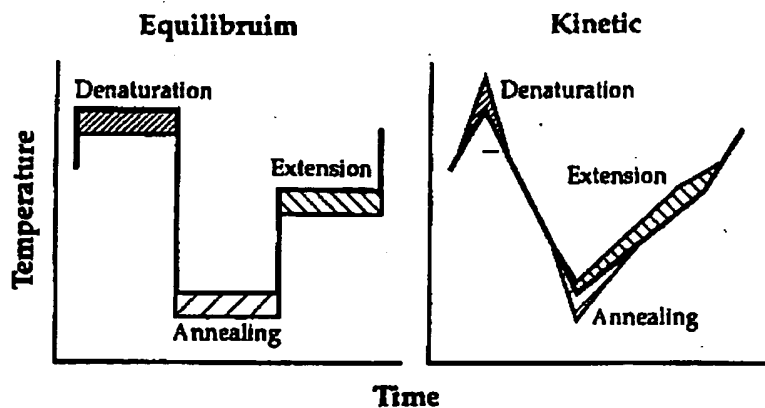 Equilibruim
Kinetic
Denaturation
Denaturation
Extension
Extension
Temperature
Annealing
Annealing
Time